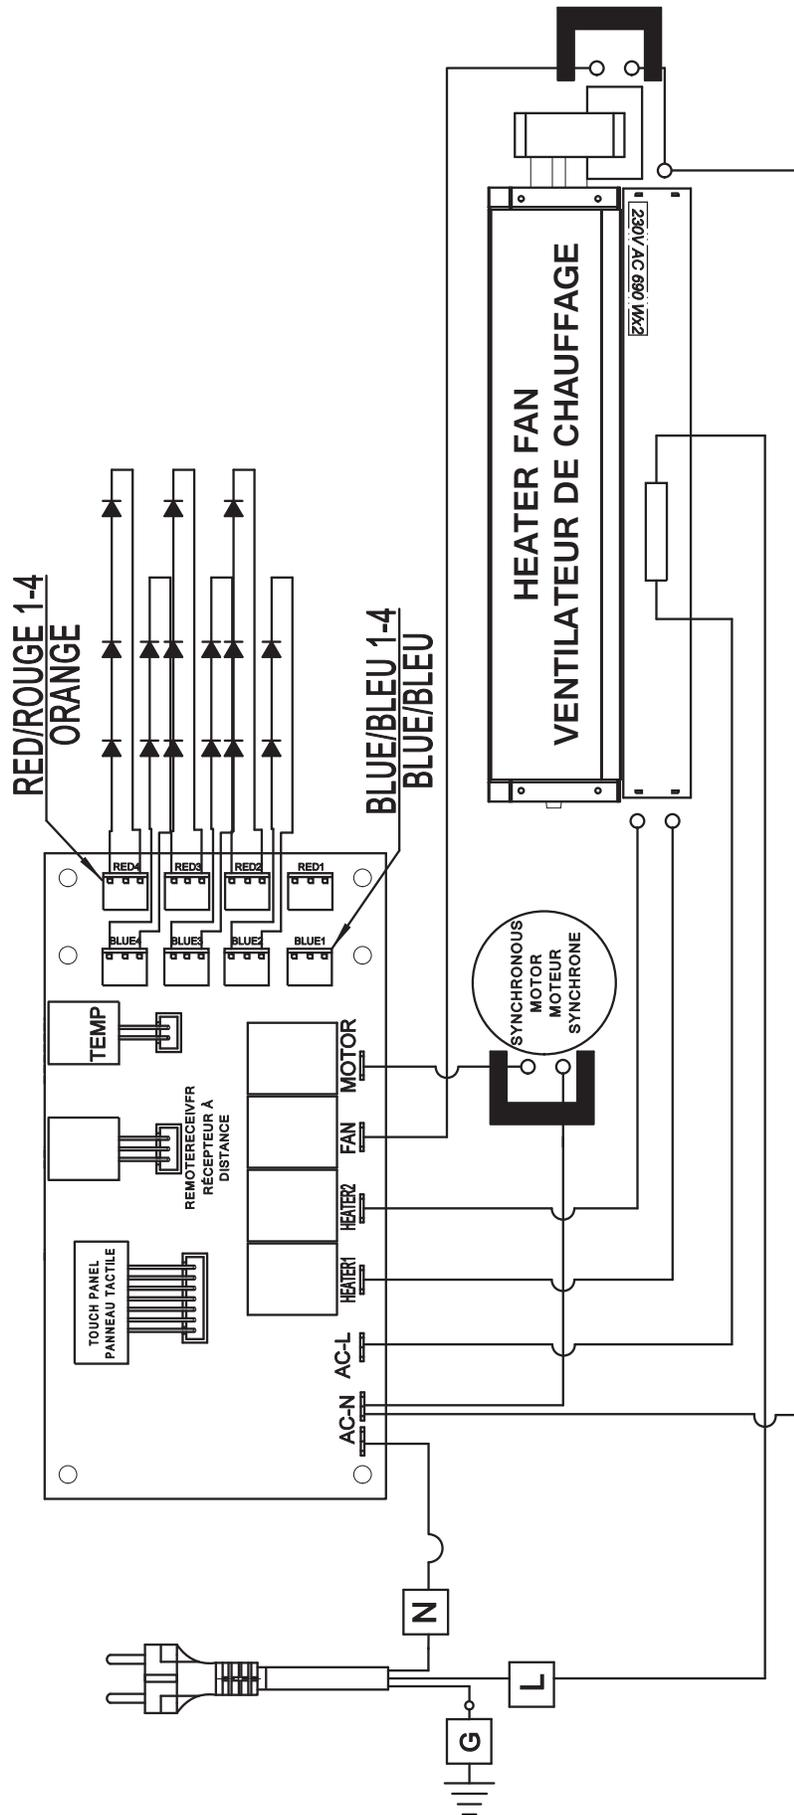 RED/ROUGE 1-4
ORANGE
BLUE/BLEU 1-4
BLUE/BLEU
RED4
RED3
RED2
RED1
BLUE4
BLUE3
BLUE2
BLUE1
TEMP
REMOTERECEIVFR
RÉCEPTEUR À
DISTANCE
TOUCH PANEL
PANNEAU TACTILE
MOTOR
FAN
HEATER2
HEATER1
AC-L
AC-N
HEATER FAN
VENTILATEUR DE CHAUFFAGE
230V AC 690 Wx2
SYNCHRONOUS
MOTOR
MOTEUR
SYNCHRONE
N
L
G